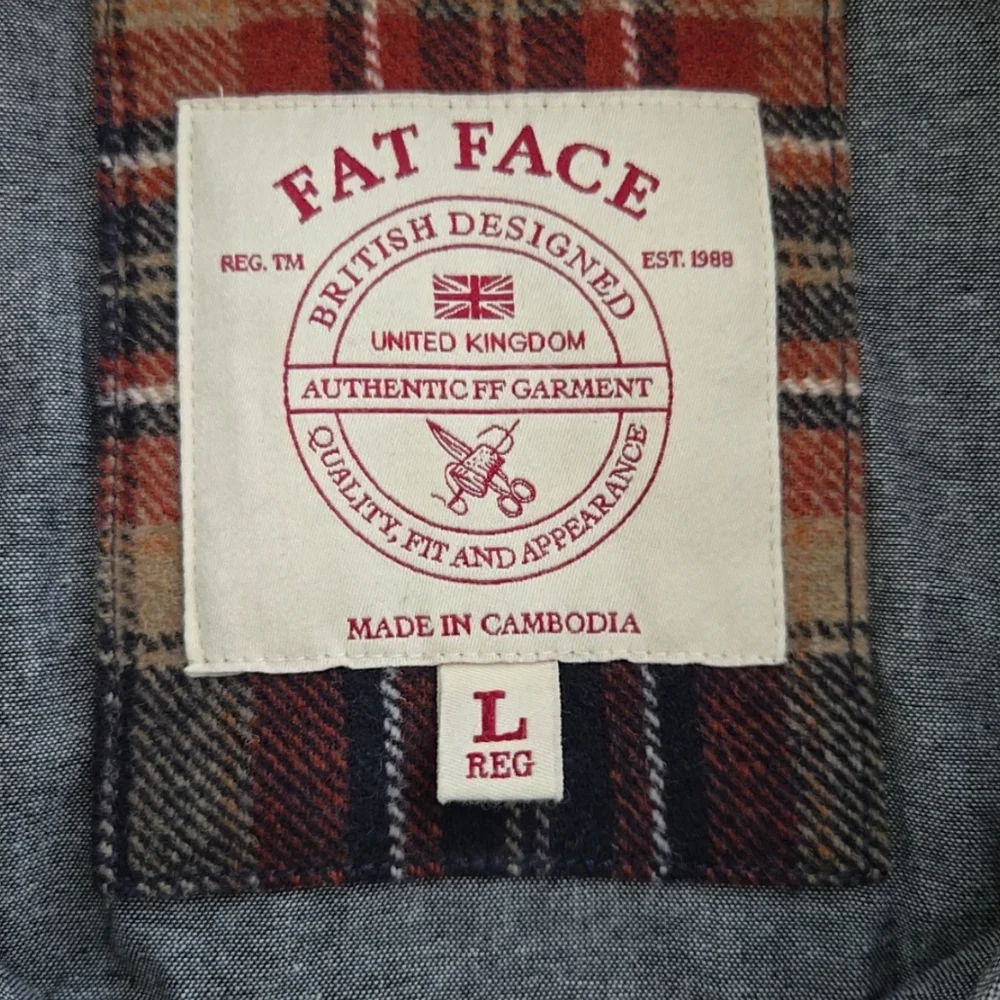 FAT FACE
REG. TM
EST. 1988
BRITISH DESIGNED
UNITED KINGDOM
AUTHENTIC FF GARMENT
QUALITY, FIT AND APPEARANCE
MADE IN CAMBODIA
L
REG